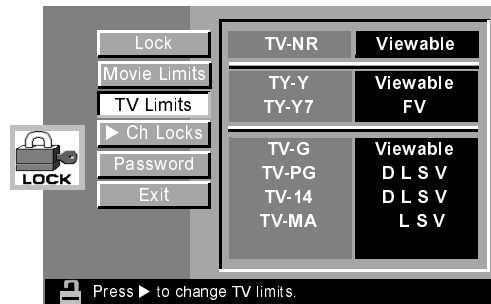 Lock
Movie Limits
TV Limits
▶ Ch Locks
Password
Exit
LOCK
TV-NR Viewable
TY-Y Viewable
TY-Y7 FV
TV-G Viewable
TV-PG D L S V
TV-14 D L S V
TV-MA L S V
Press ▶ to change TV limits.